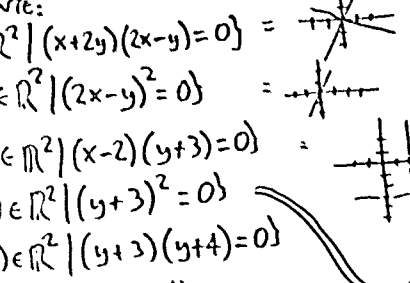 ℝ² | (x+2y)(2x-y)=0} =
∈ ℝ² | (2x-y)²=0} =
∈ ℝ² | (x-2)(y+3)=0} =
) ∈ ℝ² | (y+3)²=0}
) ∈ ℝ² | (y+3)(y+4)=0}